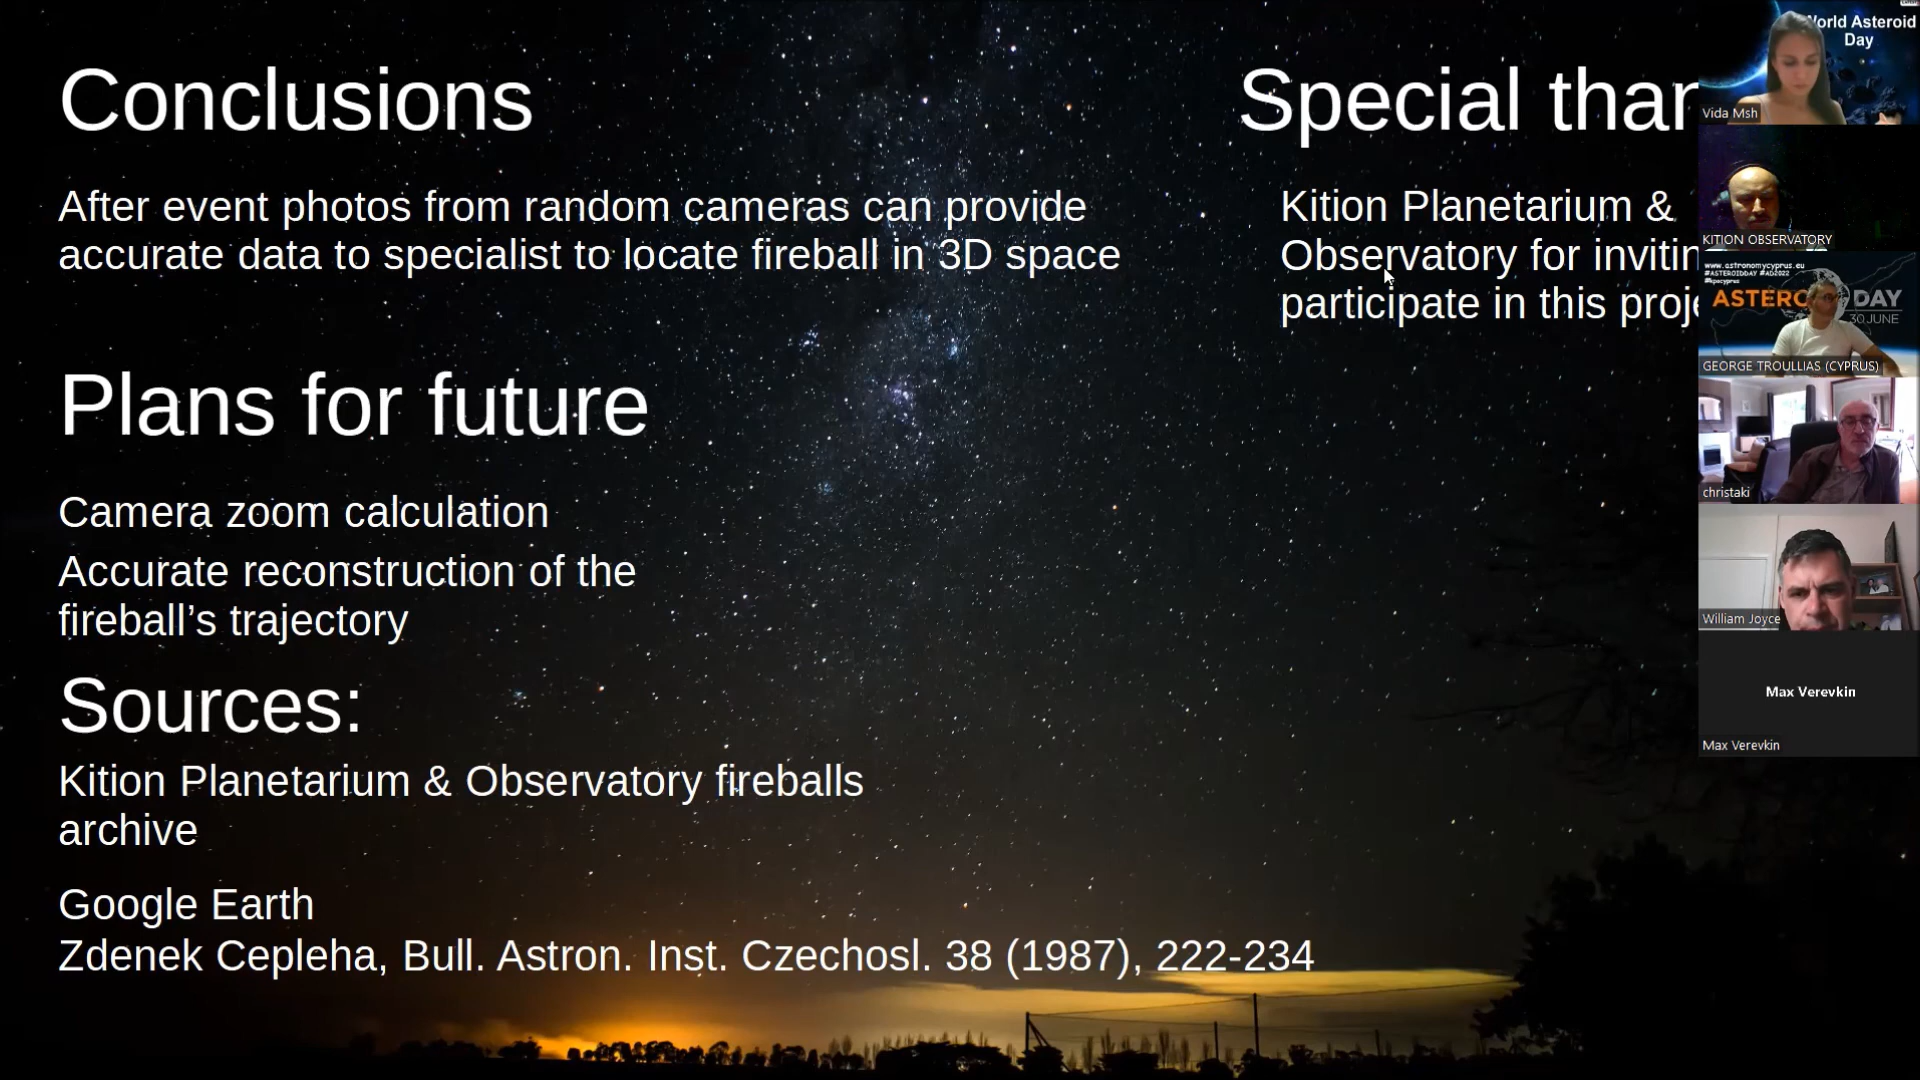 Conclusions
After event photos from random cameras can provide
accurate data to specialist to locate fireball in 3D space
Plans for future
Camera zoom calculation
Accurate reconstruction of the
fireball’s trajectory
Sources:
Kition Planetarium & Observatory fireballs
archive
Google Earth
Zdenek Cepleha, Bull. Astron. Inst. Czechosl. 38 (1987), 222-234
Special than
Kition Planetarium &
Observatory for invitin
participate in this proje
World Asteroid
Day
Vida Msh
KITION OBSERVATORY
www.astronomycyprus.eu
#ASTEROIDDAY #AD2022
#kpocyprus
ASTERO DAY
30 JUNE
GEORGE TROULLIAS (CYPRUS)
christaki
William Joyce
Max Verevkin
Max Verevkin